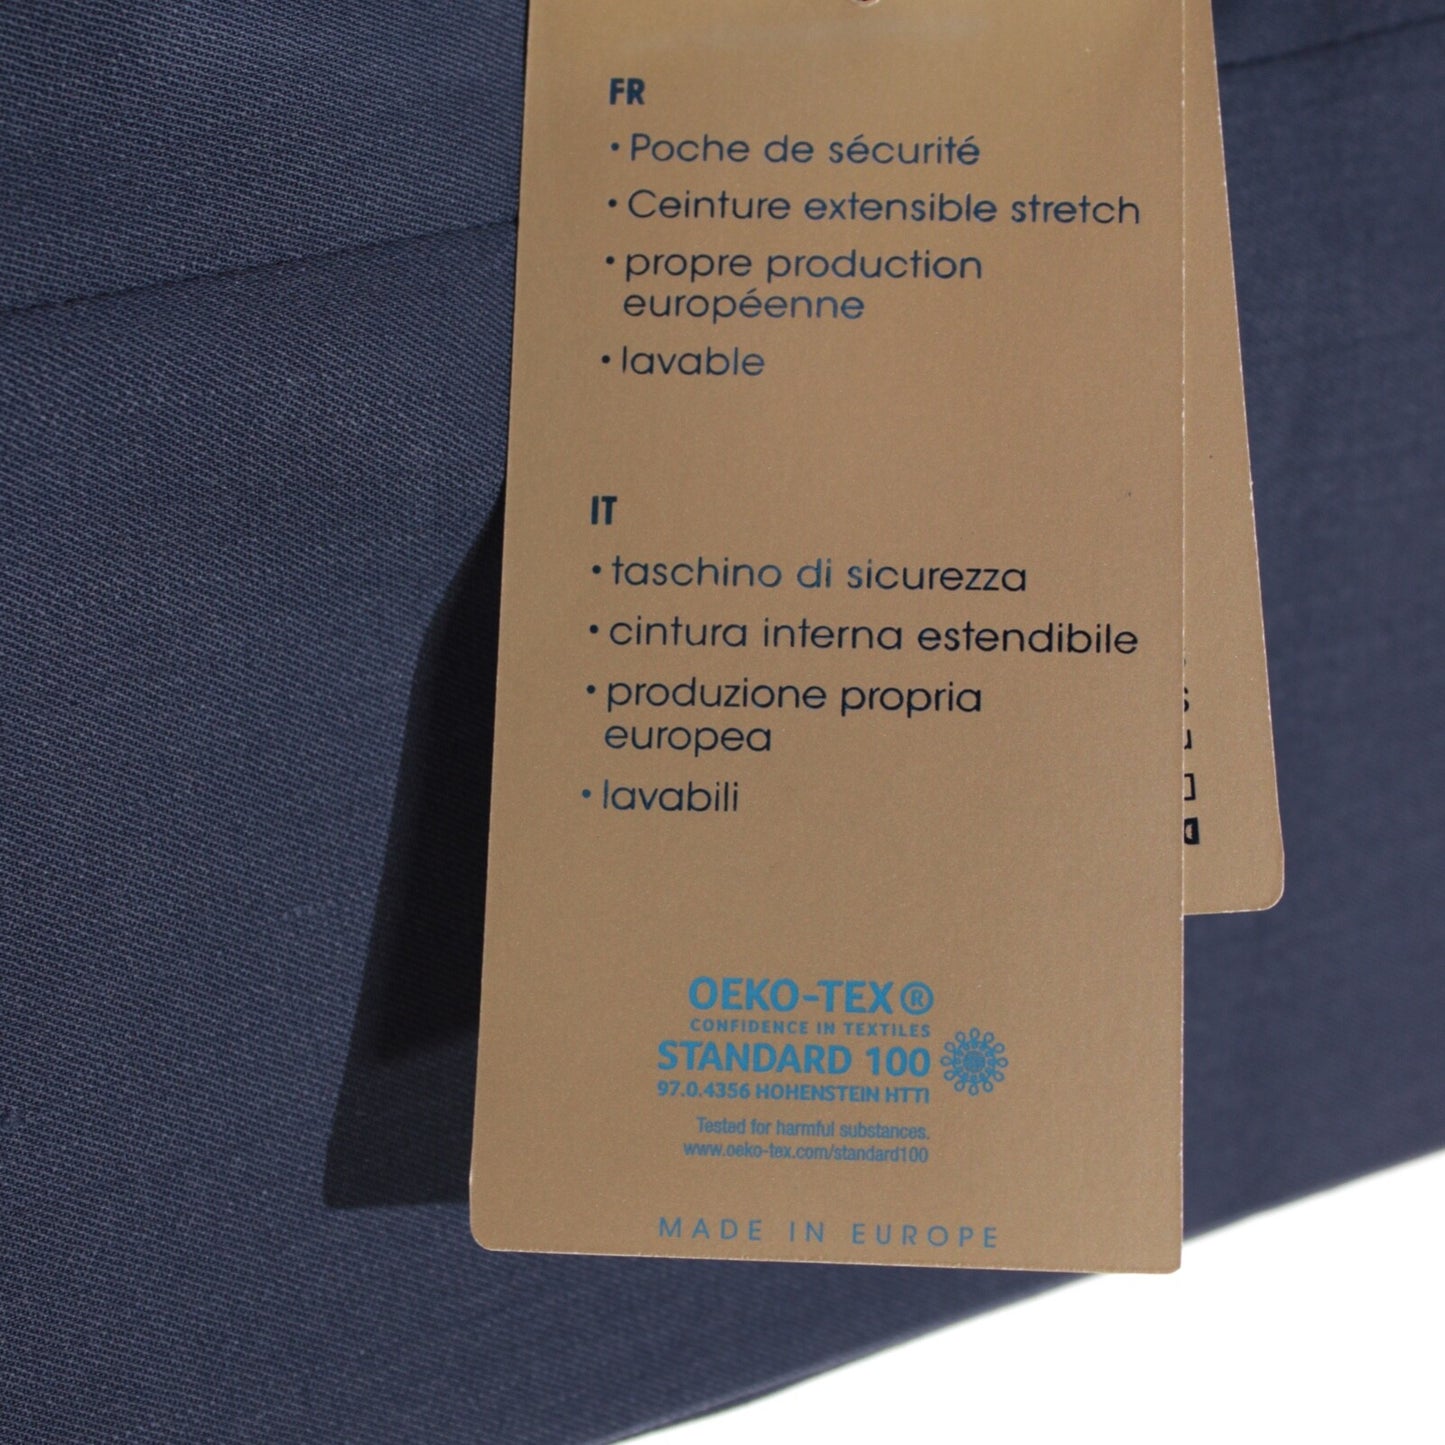 FR
• Poche de sécurité
• Ceinture extensible stretch
• propre production
européenne
• lavable
IT
• taschino di sicurezza
• cintura interna estendibile
• produzione propria
europea
• lavabili
OEKO-TEX®
CONFIDENCE IN TEXTILES
STANDARD 100
97.0.4356 HOHENSTEIN HTTI
Tested for harmful substances.
www.oeko-tex.com/standard100
MADE IN EUROPE